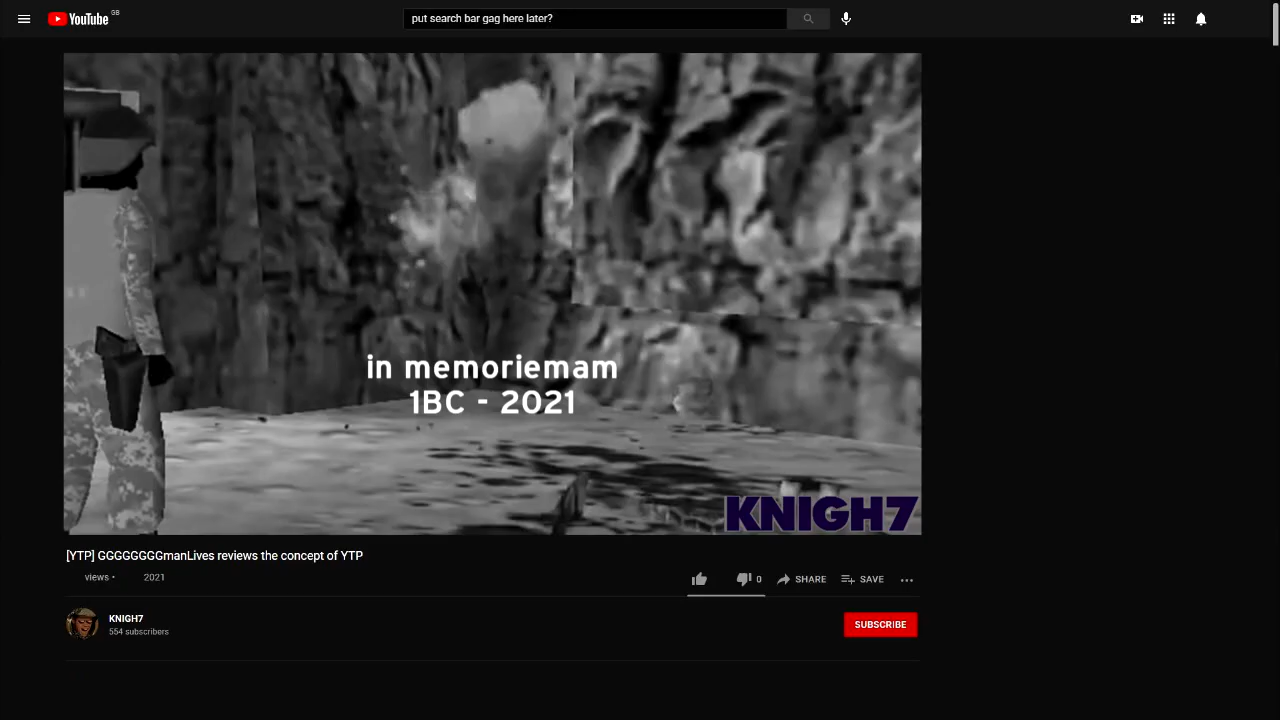 YouTube GB
put search bar gag here later?
in memoriemam
1BC - 2021
KNIGH7
[YTP] GGGGGGGGmanLives reviews the concept of YTP
views • 2021
0 SHARE SAVE
KNIGH7
554 subscribers
SUBSCRIBE